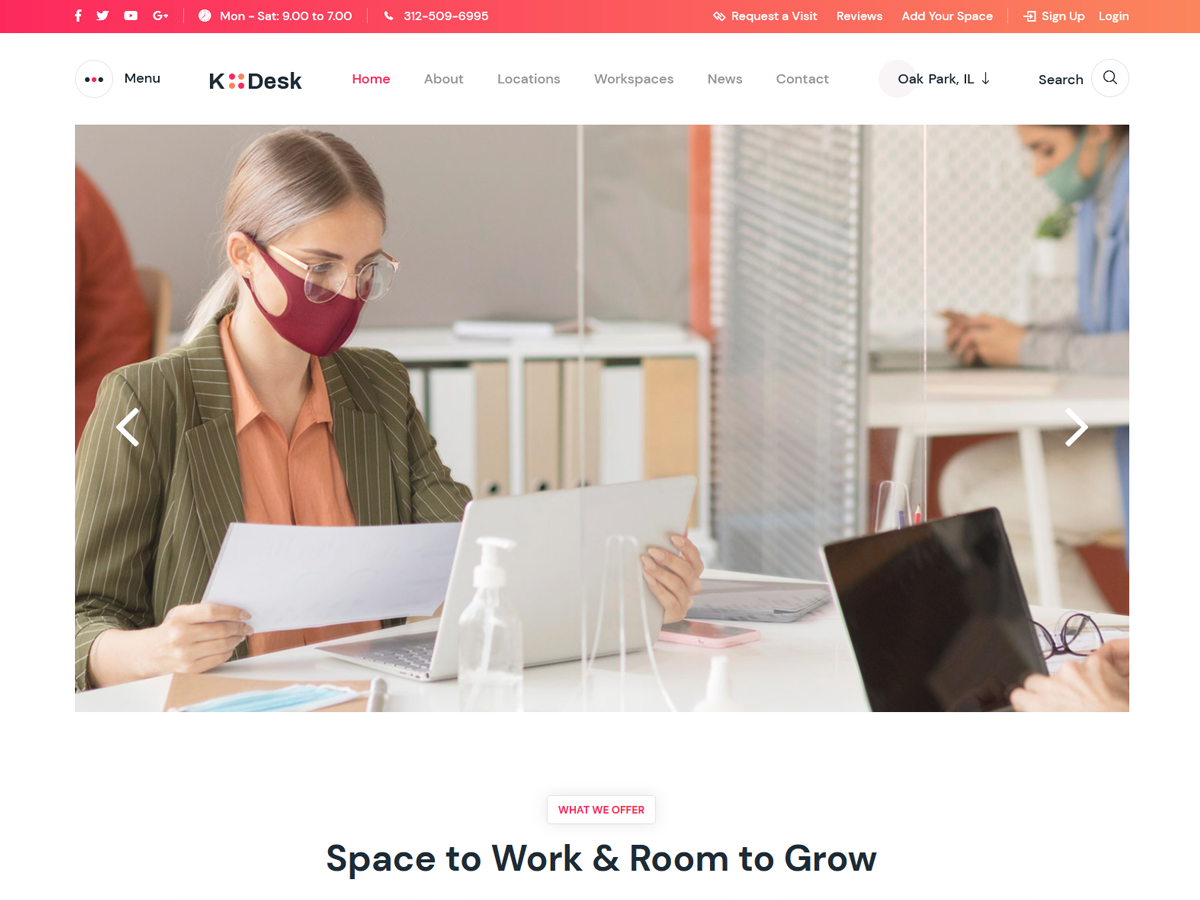 Mon - Sat: 9.00 to 7.00
312-509-6995
Request a Visit
Reviews
Add Your Space
Sign Up
Login
Menu
K Desk
Home
About
Locations
Workspaces
News
Contact
Oak Park, IL
Search
WHAT WE OFFER
Space to Work & Room to Grow